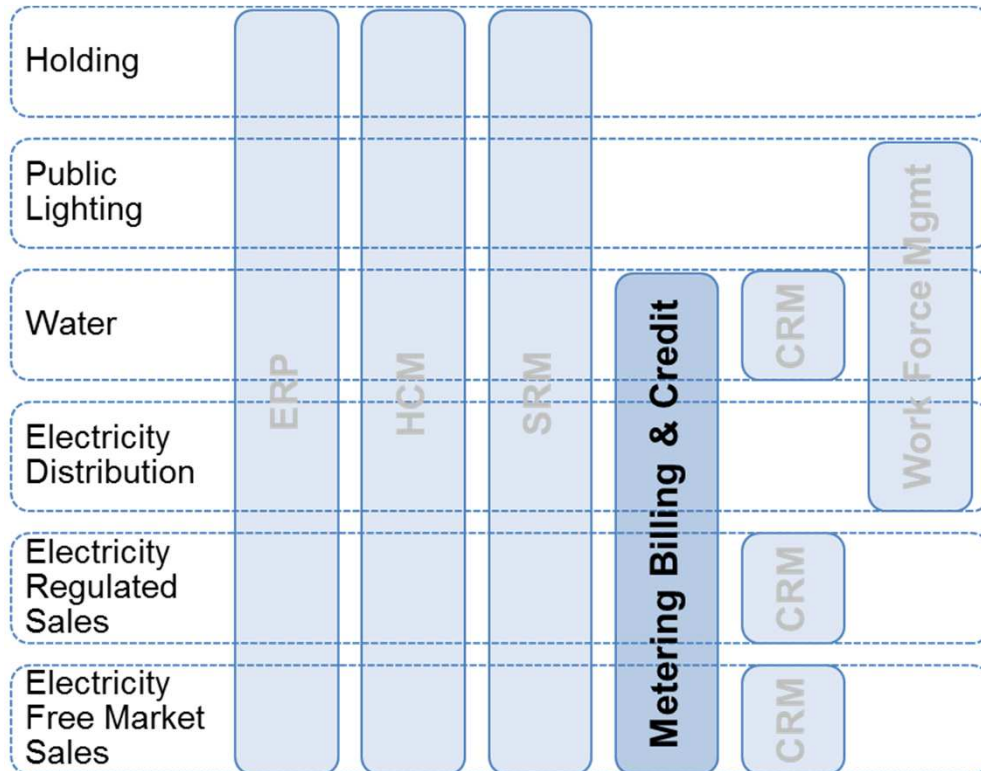 Holding
Public
Lighting
Water
Electricity
Distribution
Electricity
Regulated
Sales
Electricity
Free Market
Sales
ERP
HCM
SRM
Metering Billing & Credit
CRM
CRM
CRM
Work Force Mgmt